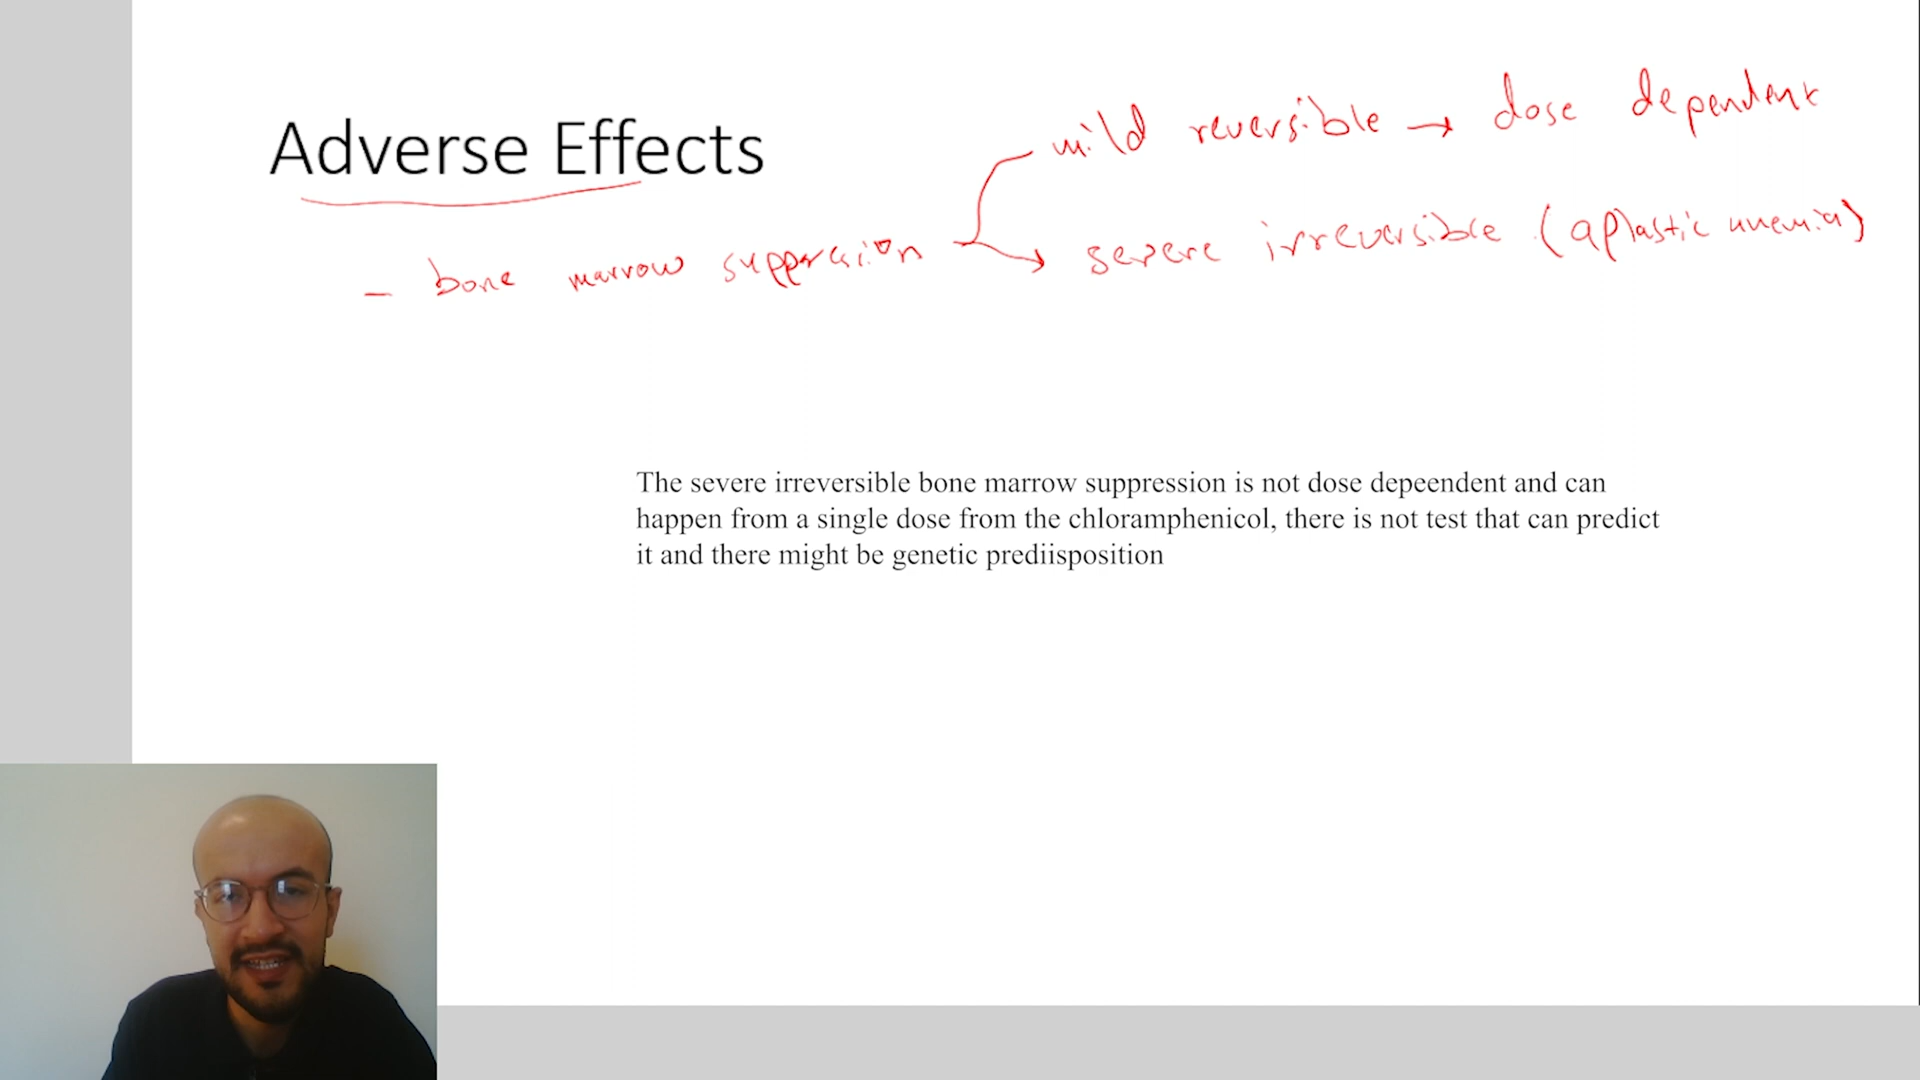 Adverse Effects
mild reversible → dose dependent
- bone marrow suppression
severe irreversible (aplastic anemia)
The severe irreversible bone marrow suppression is not dose depeendent and can
happen from a single dose from the chloramphenicol, there is not test that can predict
it and there might be genetic prediisposition